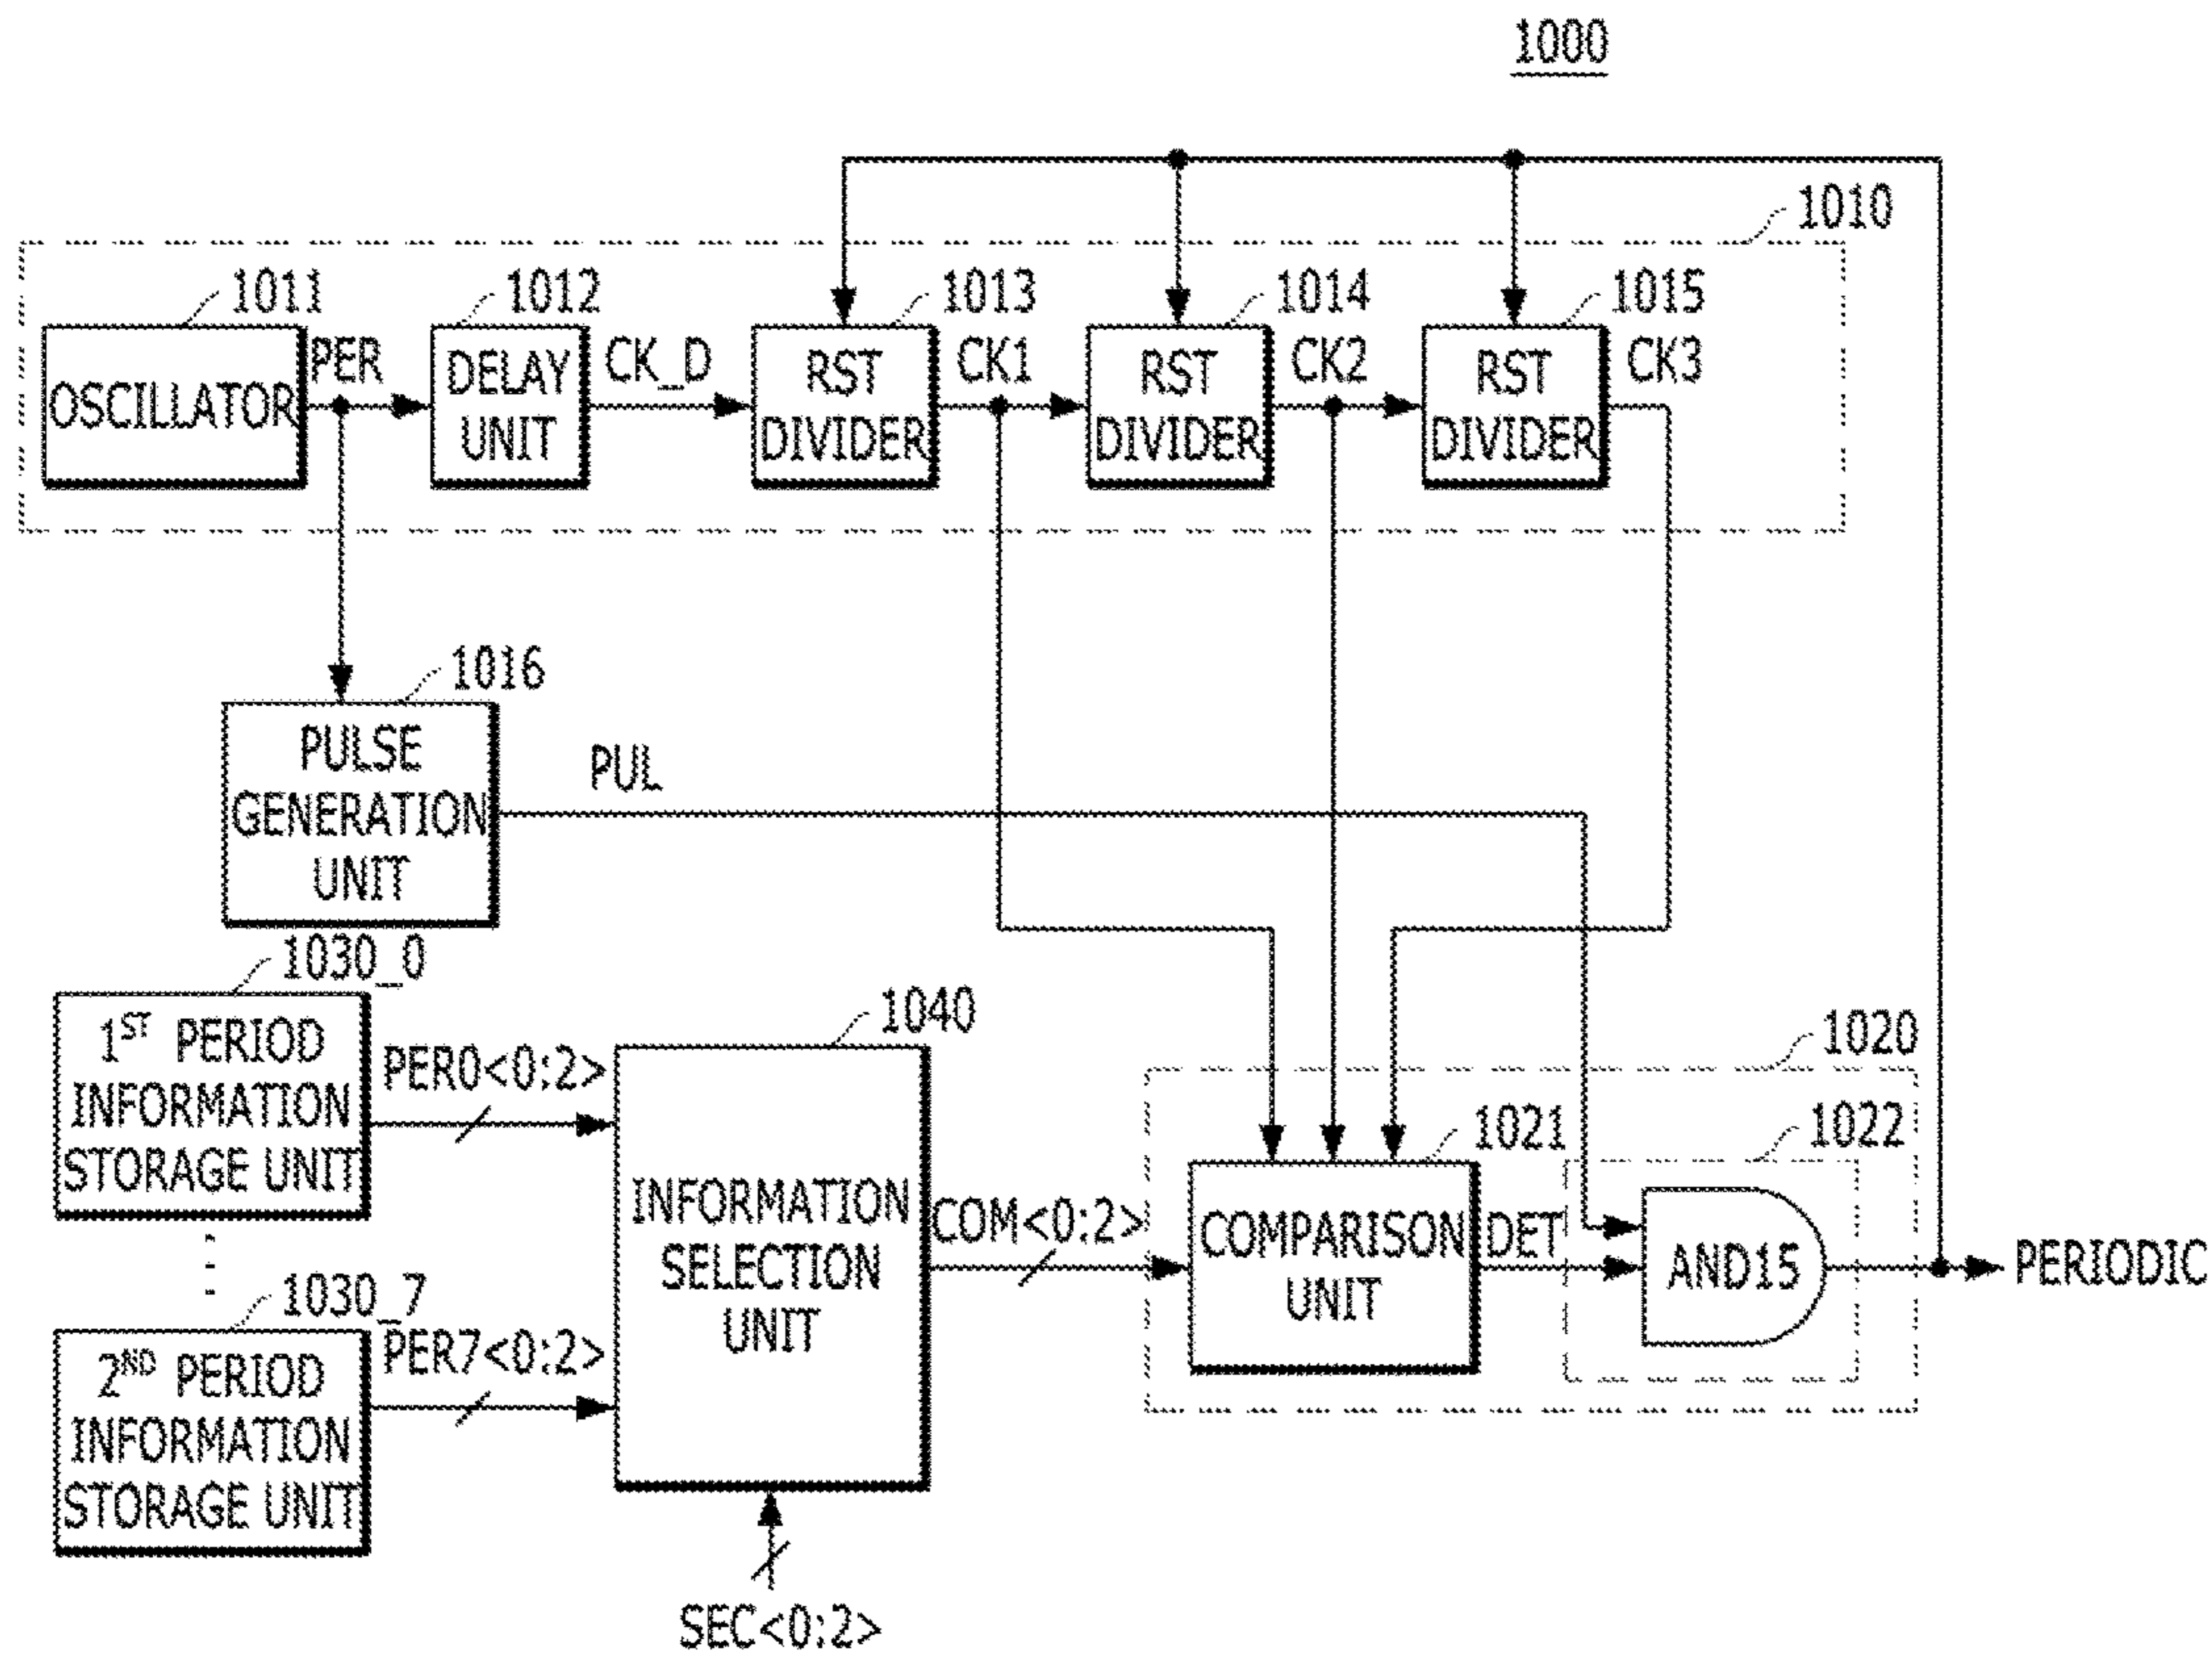 1000
1010
1011
1012
1013
1014
1015
OSCILLATOR
PER
DELAY
UNIT
CK_D
RST
DIVIDER
CK1
RST
DIVIDER
CK2
RST
DIVIDER
CK3
1016
PULSE
GENERATION
UNIT
PUL
1030_0
1ST PERIOD
INFORMATION
STORAGE UNIT
PER0<0:2>
1040
INFORMATION
SELECTION
UNIT
1030_7
2ND PERIOD
INFORMATION
STORAGE UNIT
PER7<0:2>
SEC<0:2>
COM<0:2>
1020
1021
COMPARISON
UNIT
DET
1022
AND15
PERIODIC